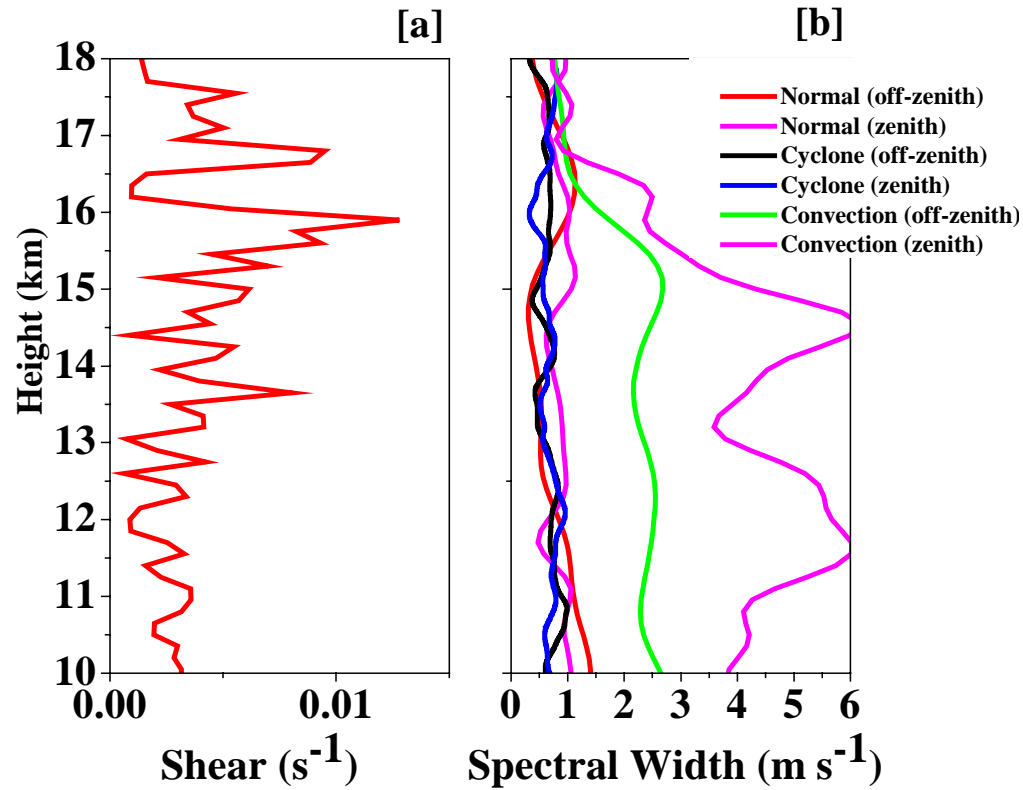 [a]
[b]
18
17
16
15
14
13
12
11
10
Height (km)
0.00
0.01
Shear (s⁻¹)
Normal (off-zenith)
Normal (zenith)
Cyclone (off-zenith)
Cyclone (zenith)
Convection (off-zenith)
Convection (zenith)
0 1 2 3 4 5 6
Spectral Width (m s⁻¹)